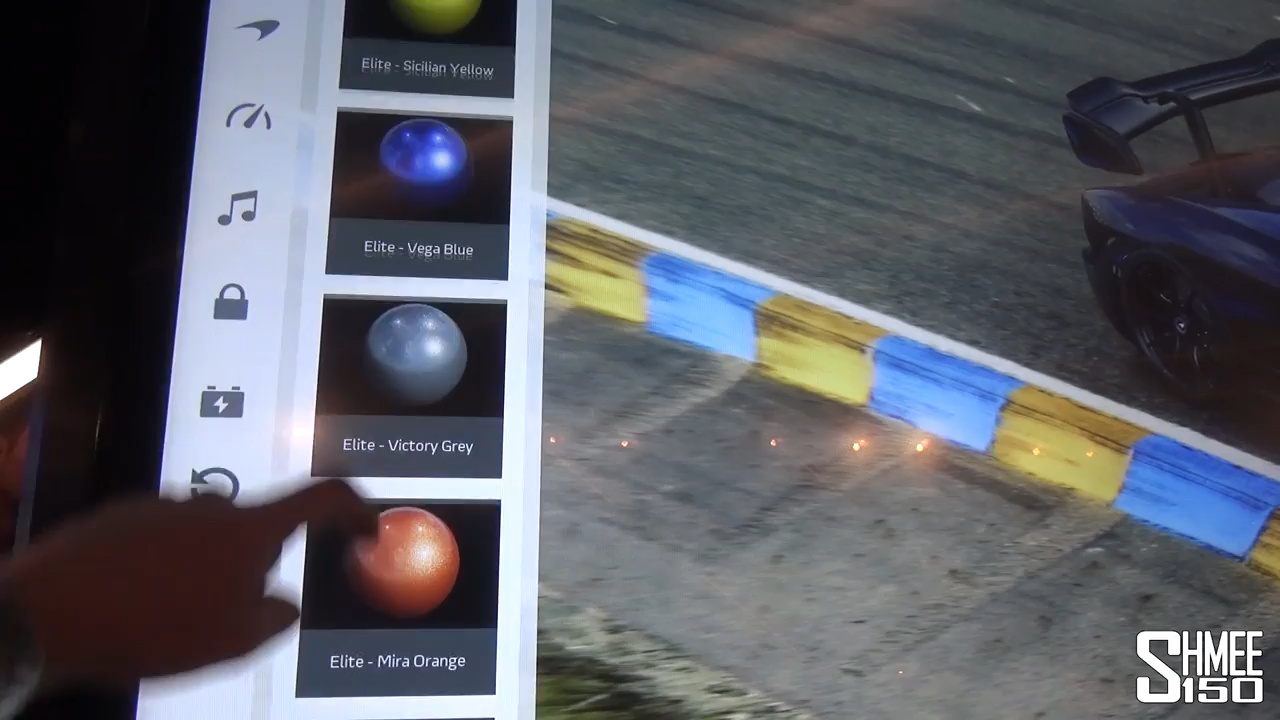 Elite - Sicilian Yellow
Elite - Vega Blue
Elite - Victory Grey
Elite - Mira Orange
SHMEE
150